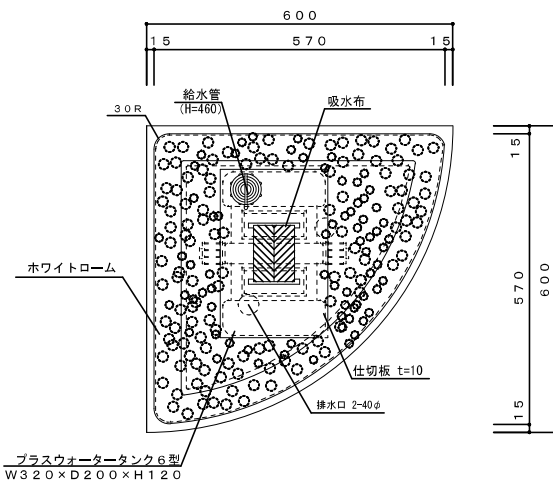 600
15 570 15
給水管
(H=460)
吸水布
30R
15
570
600
15
ホワイトローム
仕切板 t=10
排水口 2-40φ
プラスウォータータンク6型
W320×D200×H120